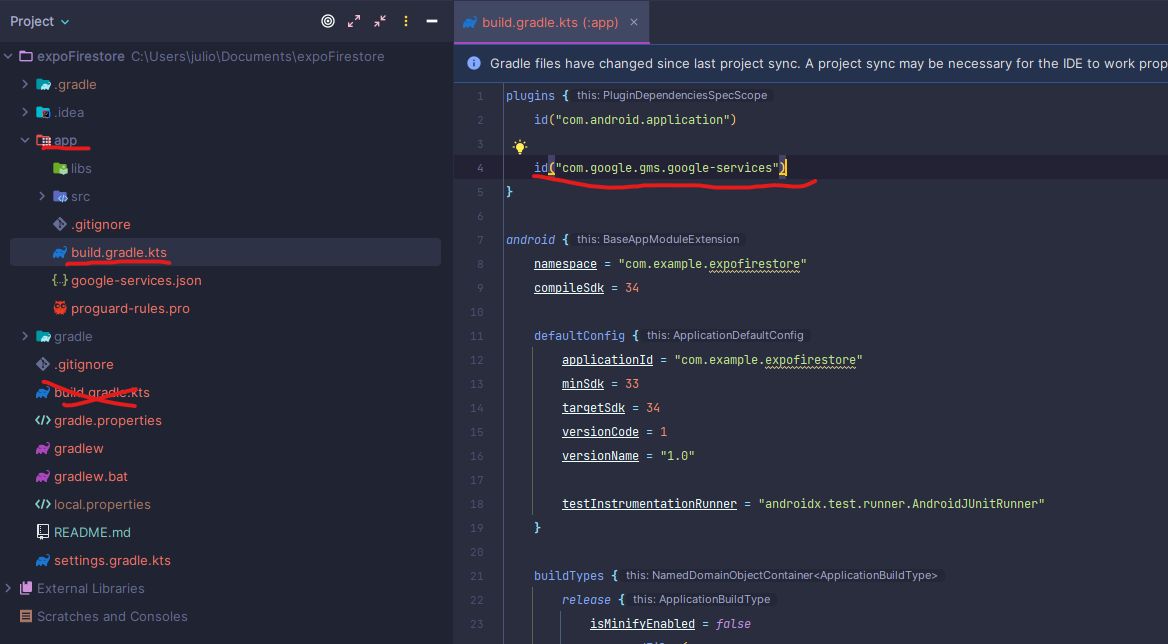 Project
build.gradle.kts (:app)
expoFirestore C:\Users\julio\Documents\expoFirestore
.gradle
.idea
app
libs
src
.gitignore
build.gradle.kts
google-services.json
proguard-rules.pro
gradle
.gitignore
build.gradle.kts
gradle.properties
gradlew
gradlew.bat
local.properties
README.md
settings.gradle.kts
External Libraries
Scratches and Consoles
Gradle files have changed since last project sync. A project sync may be necessary for the IDE to work prop
1 plugins { this: PluginDependenciesSpecScope
2 id("com.android.application")
3
4 id("com.google.gms.google-services")
5 }
6
7 android { this: BaseAppModuleExtension
8 namespace = "com.example.expofirestore"
9 compileSdk = 34
10
11 defaultConfig { this: ApplicationDefaultConfig
12 applicationId = "com.example.expofirestore"
13 minSdk = 33
14 targetSdk = 34
15 versionCode = 1
16 versionName = "1.0"
17
18 testInstrumentationRunner = "androidx.test.runner.AndroidJUnitRunner"
19 }
20
21 buildTypes { this: NamedDomainObjectContainer<ApplicationBuildType>
22 release { this: ApplicationBuildType
23 isMinifyEnabled = false